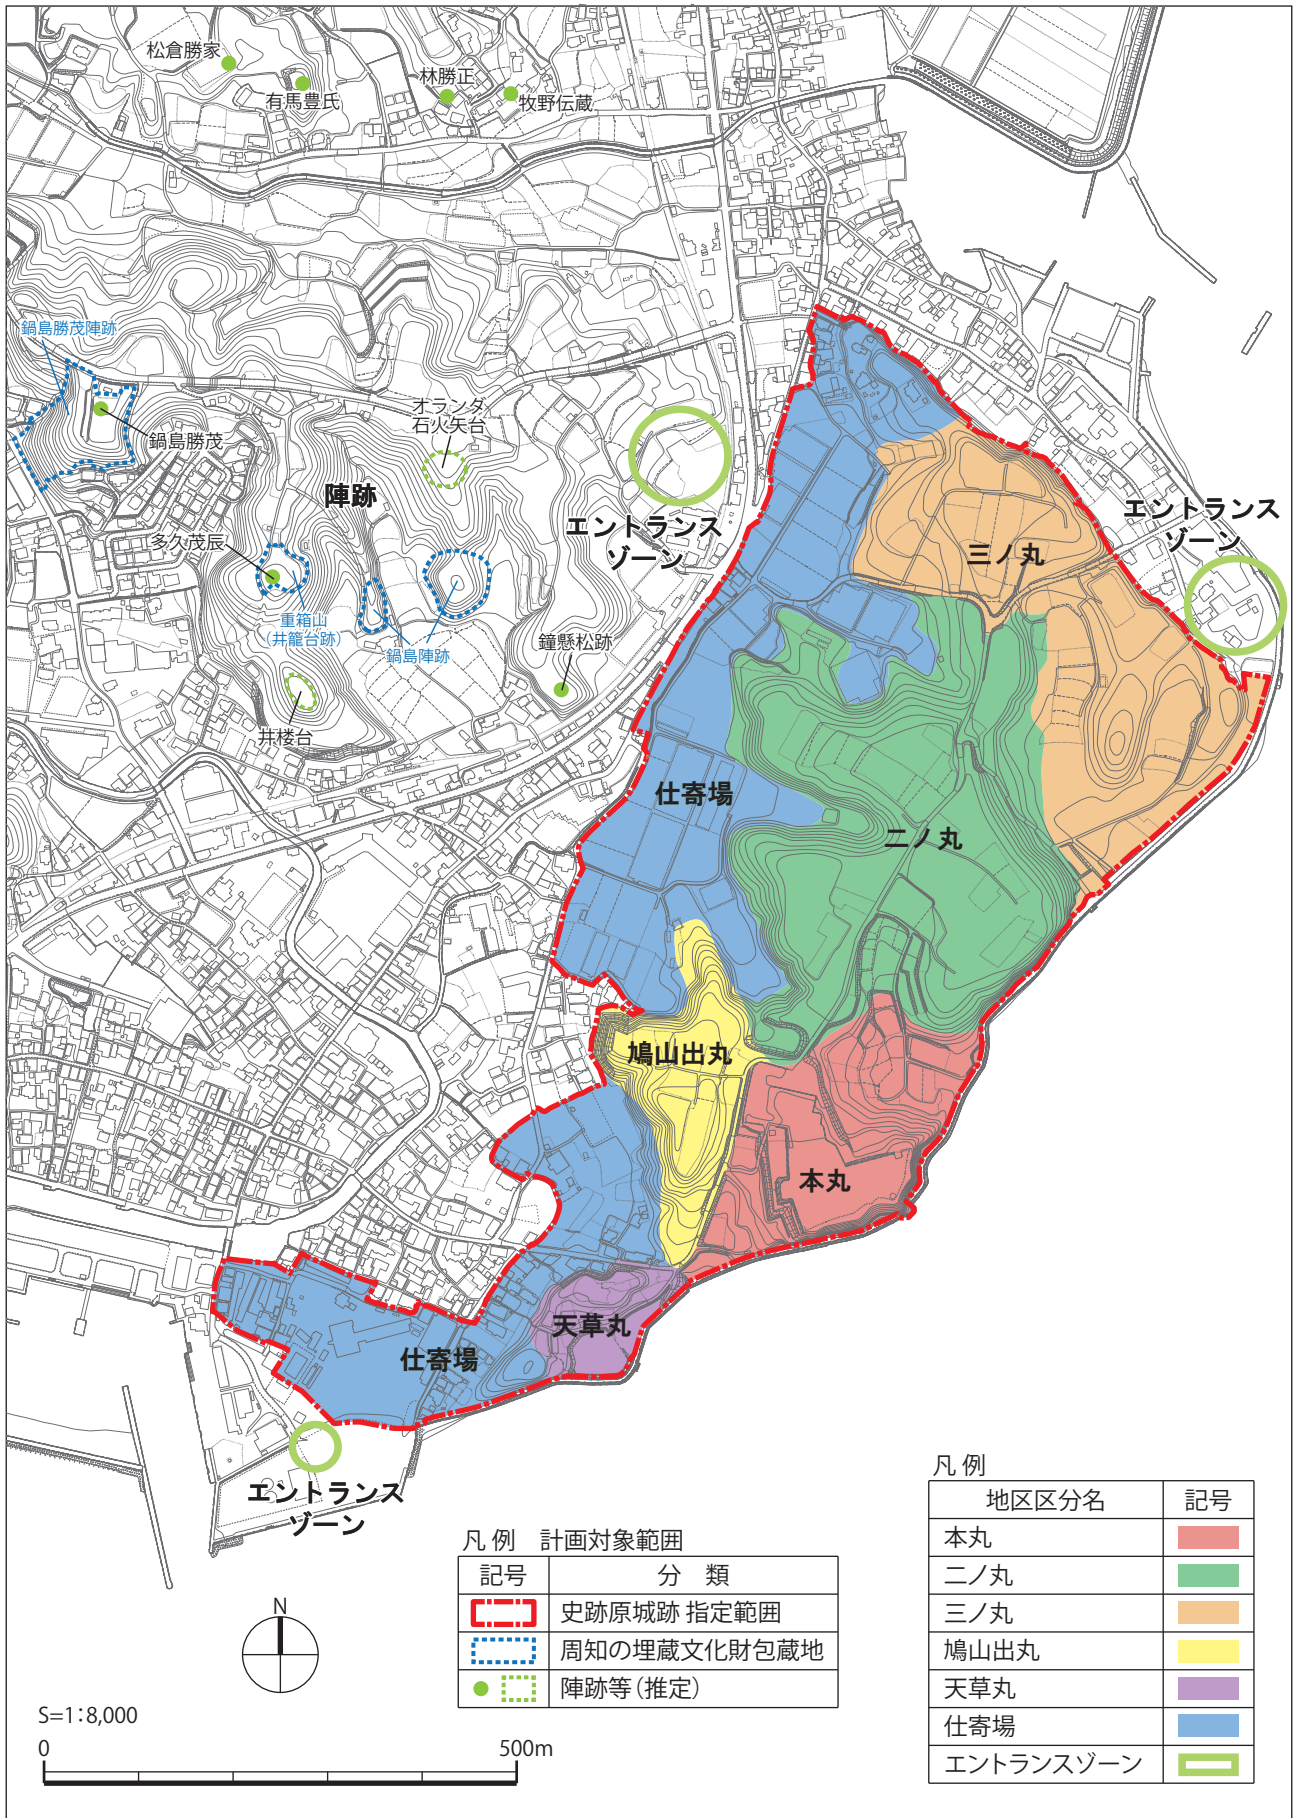 松倉勝家
有馬豊氏
林勝正
牧野伝蔵
鍋島勝茂陣跡
鍋島勝茂
オランダ
石火矢台
陣跡
エントランス
ゾーン
エントランス
ゾーン
三ノ丸
多久茂辰
重箱山
(井龍台跡)
鍋島陣跡
鐘懸松跡
井楼台
仕寄場
二ノ丸
鳩山出丸
本丸
天草丸
仕寄場
エントランス
ゾーン
凡 例 計画対象範囲
記号 分 類
史跡原城跡 指定範囲
周知の埋蔵文化財包蔵地
陣跡等(推定)
凡 例
地区区分名 記号
本丸
二ノ丸
三ノ丸
鳩山出丸
天草丸
仕寄場
エントランスゾーン
N
S=1:8,000
0 500m